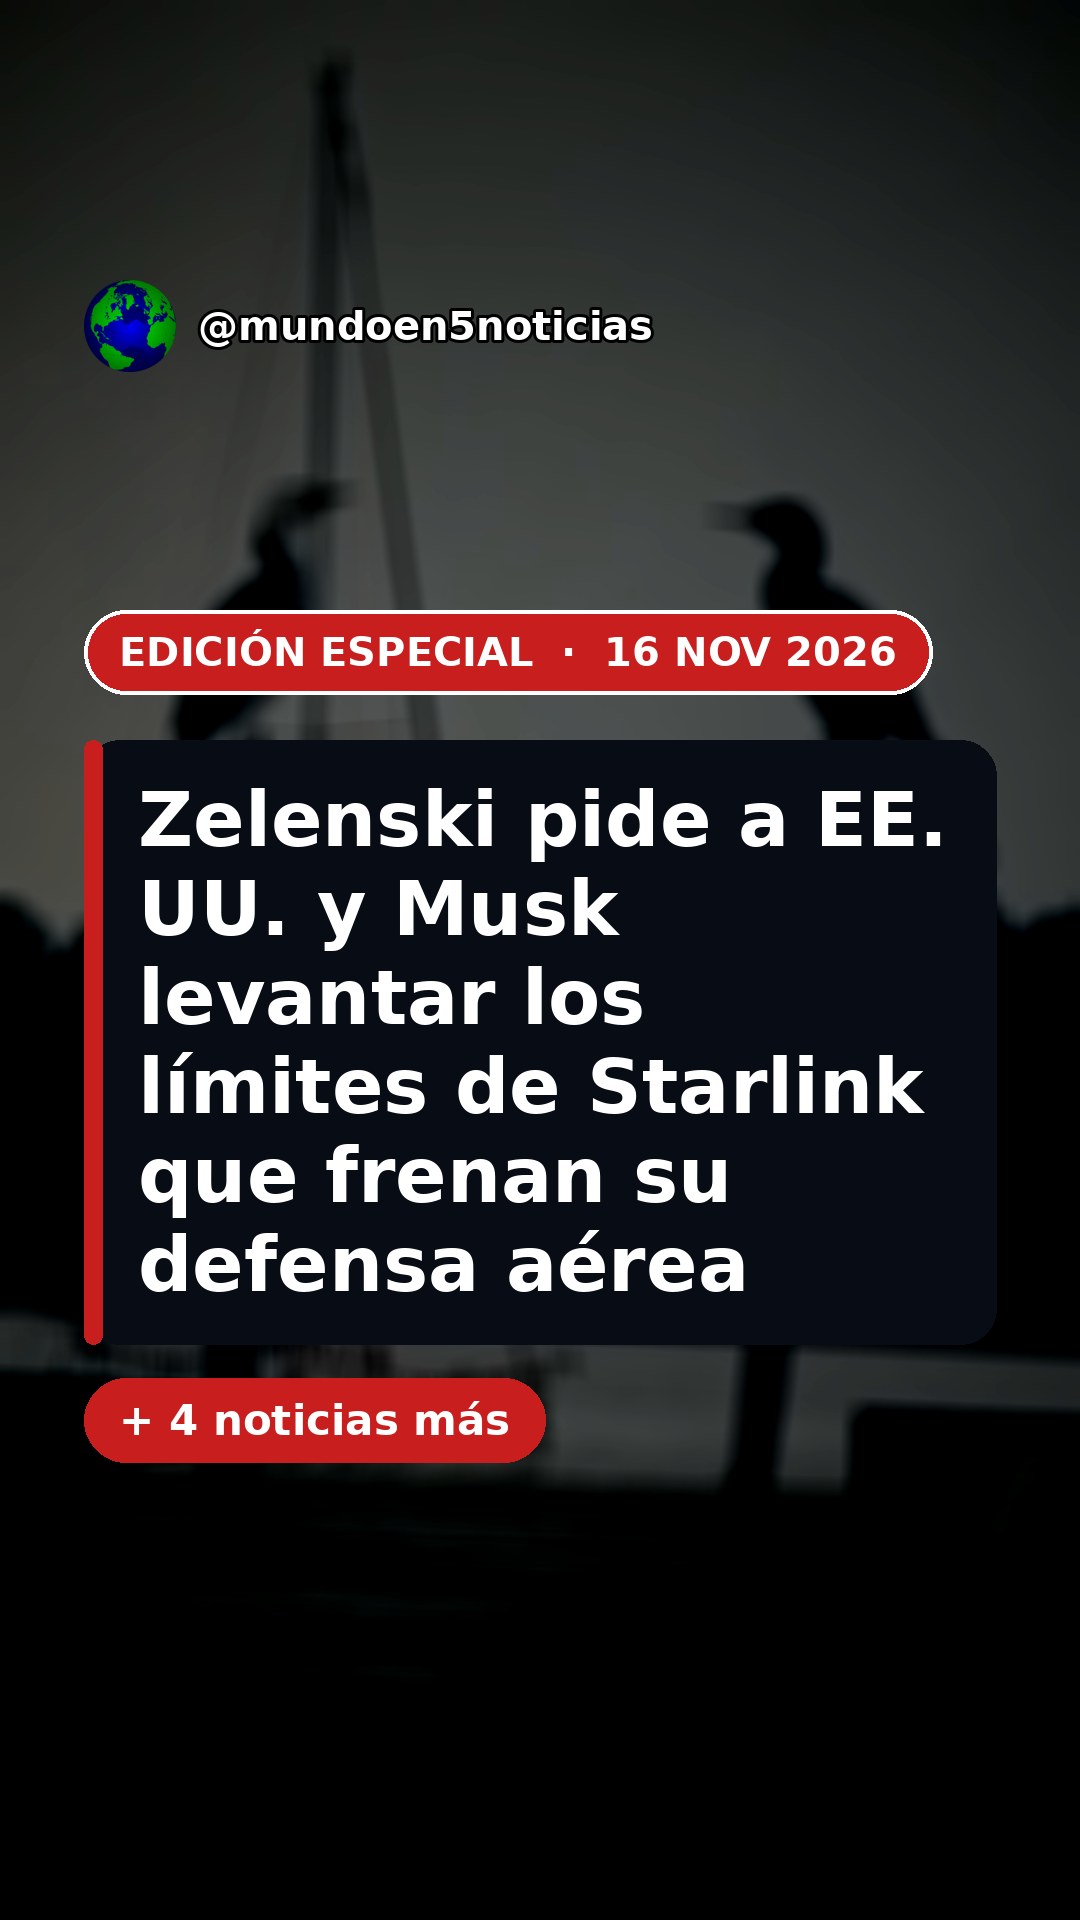 @mundoen5noticias
EDICIÓN ESPECIAL · 16 NOV 2026
Zelenski pide a EE.
UU. y Musk
levantar los
límites de Starlink
que frenan su
defensa aérea
+ 4 noticias más